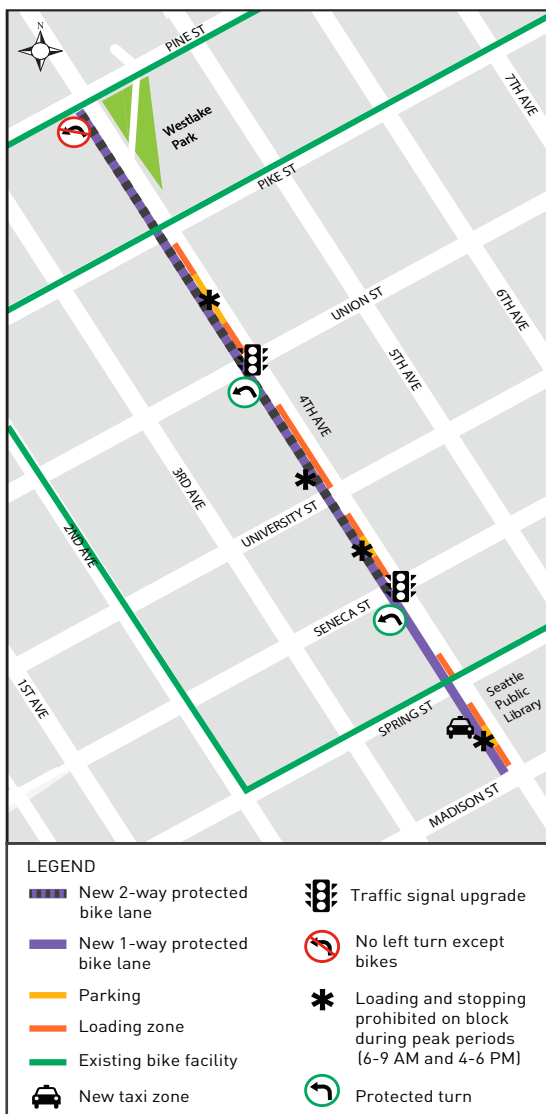 N
PINE ST
7TH AVE
Westlake
Park
PIKE ST
6TH AVE
UNION ST
5TH AVE
4TH AVE
3RD AVE
UNIVERSITY ST
2ND AVE
SENECA ST
1ST AVE
Seattle
Public
Library
SPRING ST
MADISON ST
LEGEND
New 2-way protected
bike lane
New 1-way protected
bike lane
Parking
Loading zone
Existing bike facility
New taxi zone
Traffic signal upgrade
No left turn except
bikes
Loading and stopping
prohibited on block
during peak periods
(6-9 AM and 4-6 PM)
Protected turn